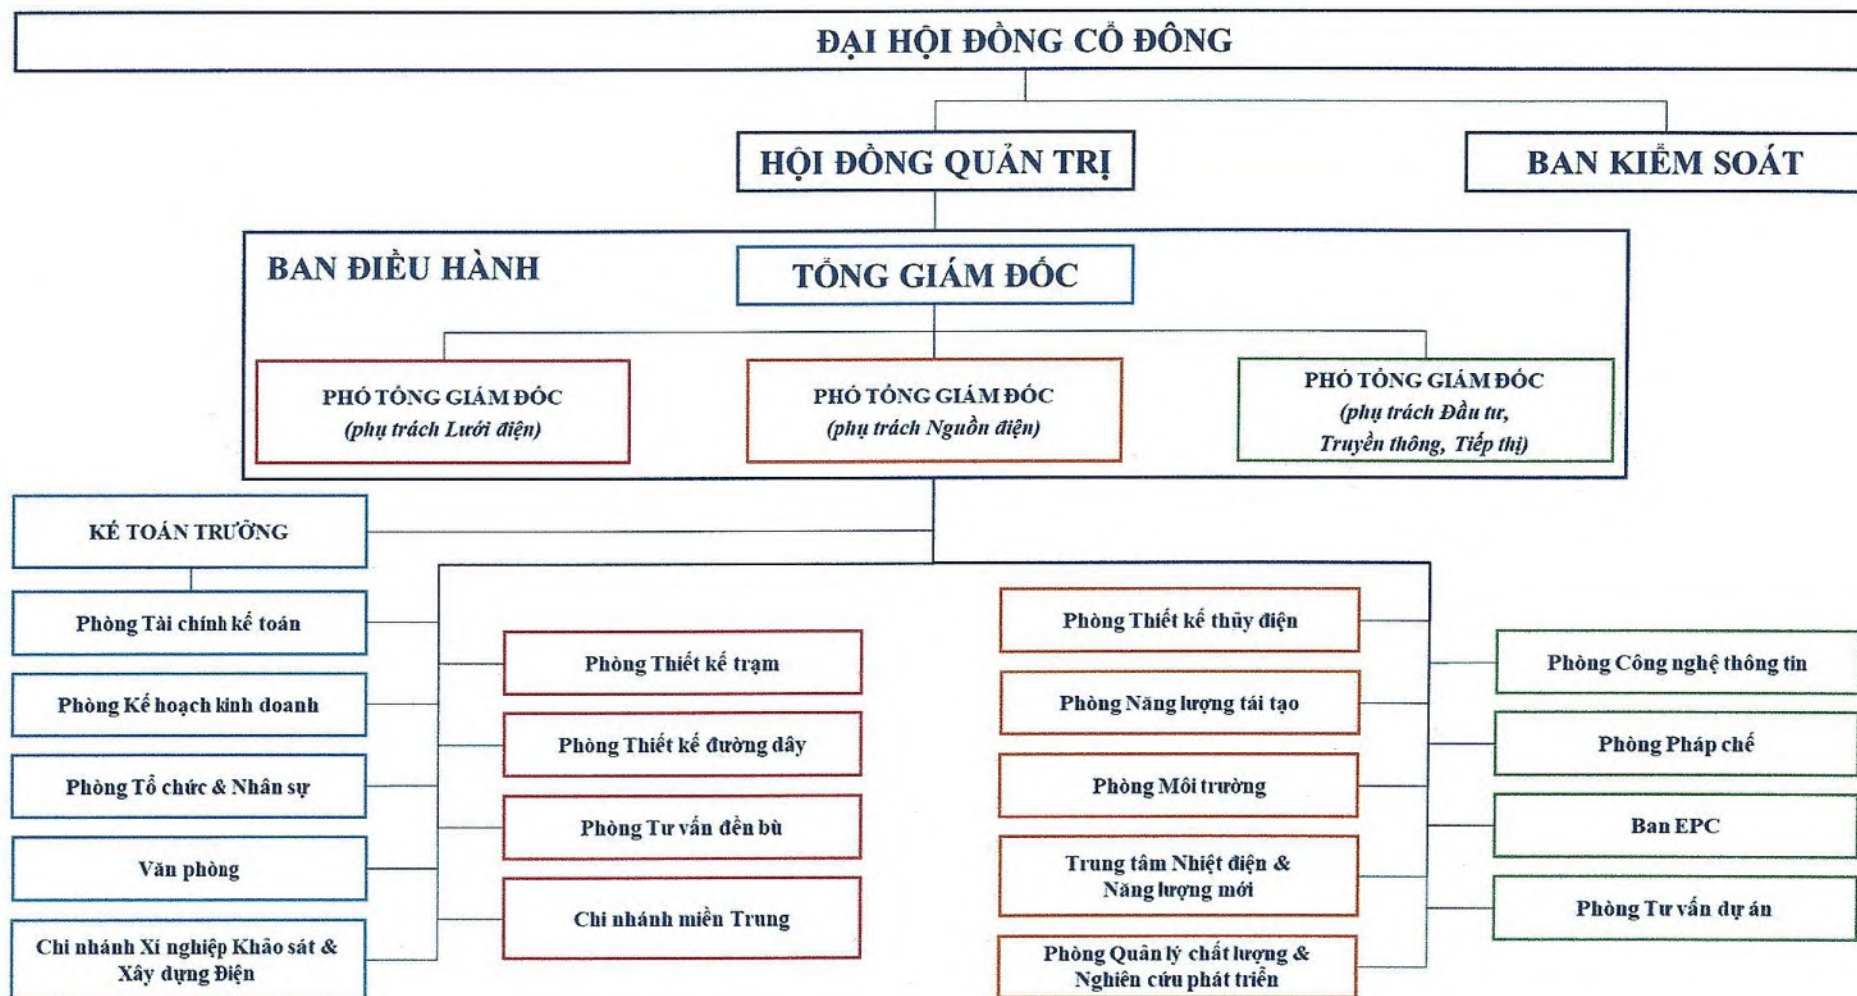 ĐẠI HỘI ĐỒNG CỔ ĐÔNG
HỘI ĐỒNG QUẢN TRỊ
BAN KIỂM SOÁT
BAN ĐIỀU HÀNH
TỔNG GIÁM ĐỐC
PHÓ TỔNG GIÁM ĐỐC
(phụ trách Lưới điện)
PHÓ TỔNG GIÁM ĐỐC
(phụ trách Nguồn điện)
PHÓ TỔNG GIÁM ĐỐC
(phụ trách Đầu tư,
Truyền thông, Tiếp thị)
KẾ TOÁN TRƯỞNG
Phòng Tài chính kế toán
Phòng Kế hoạch kinh doanh
Phòng Tổ chức & Nhân sự
Văn phòng
Chi nhánh Xí nghiệp Khảo sát &
Xây dựng Điện
Phòng Thiết kế trạm
Phòng Thiết kế đường dây
Phòng Tư vấn đền bù
Chi nhánh miền Trung
Phòng Thiết kế thủy điện
Phòng Năng lượng tái tạo
Phòng Môi trường
Trung tâm Nhiệt điện &
Năng lượng mới
Phòng Quản lý chất lượng &
Nghiên cứu phát triển
Phòng Công nghệ thông tin
Phòng Pháp chế
Ban EPC
Phòng Tư vấn dự án